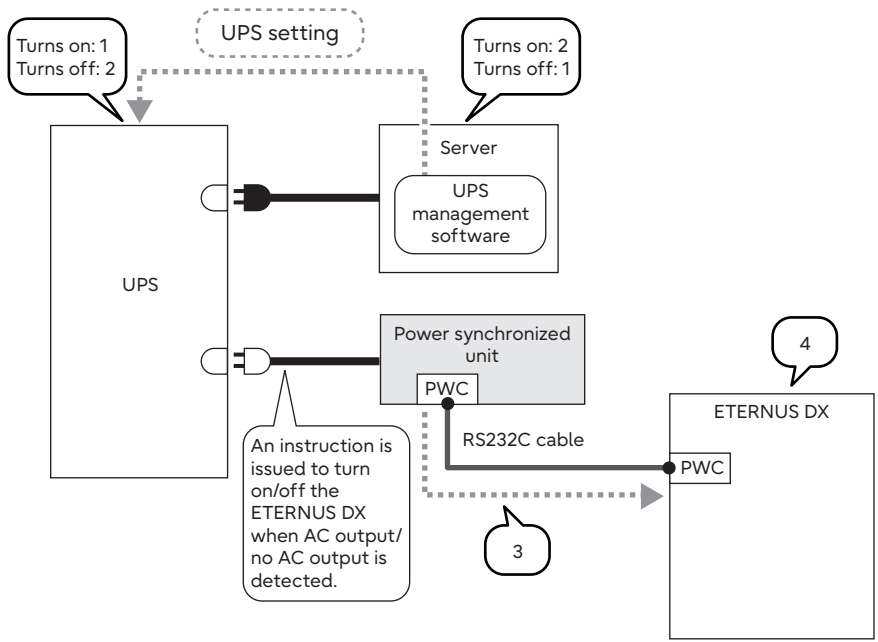 UPS setting
Turns on: 1
Turns off: 2
Turns on: 2
Turns off: 1
Server
UPS
management
software
UPS
Power synchronized
unit
PWC
4
ETERNUS DX
RS232C cable
PWC
An instruction is
issued to turn
on/off the
ETERNUS DX
when AC output/
no AC output is
detected.
3